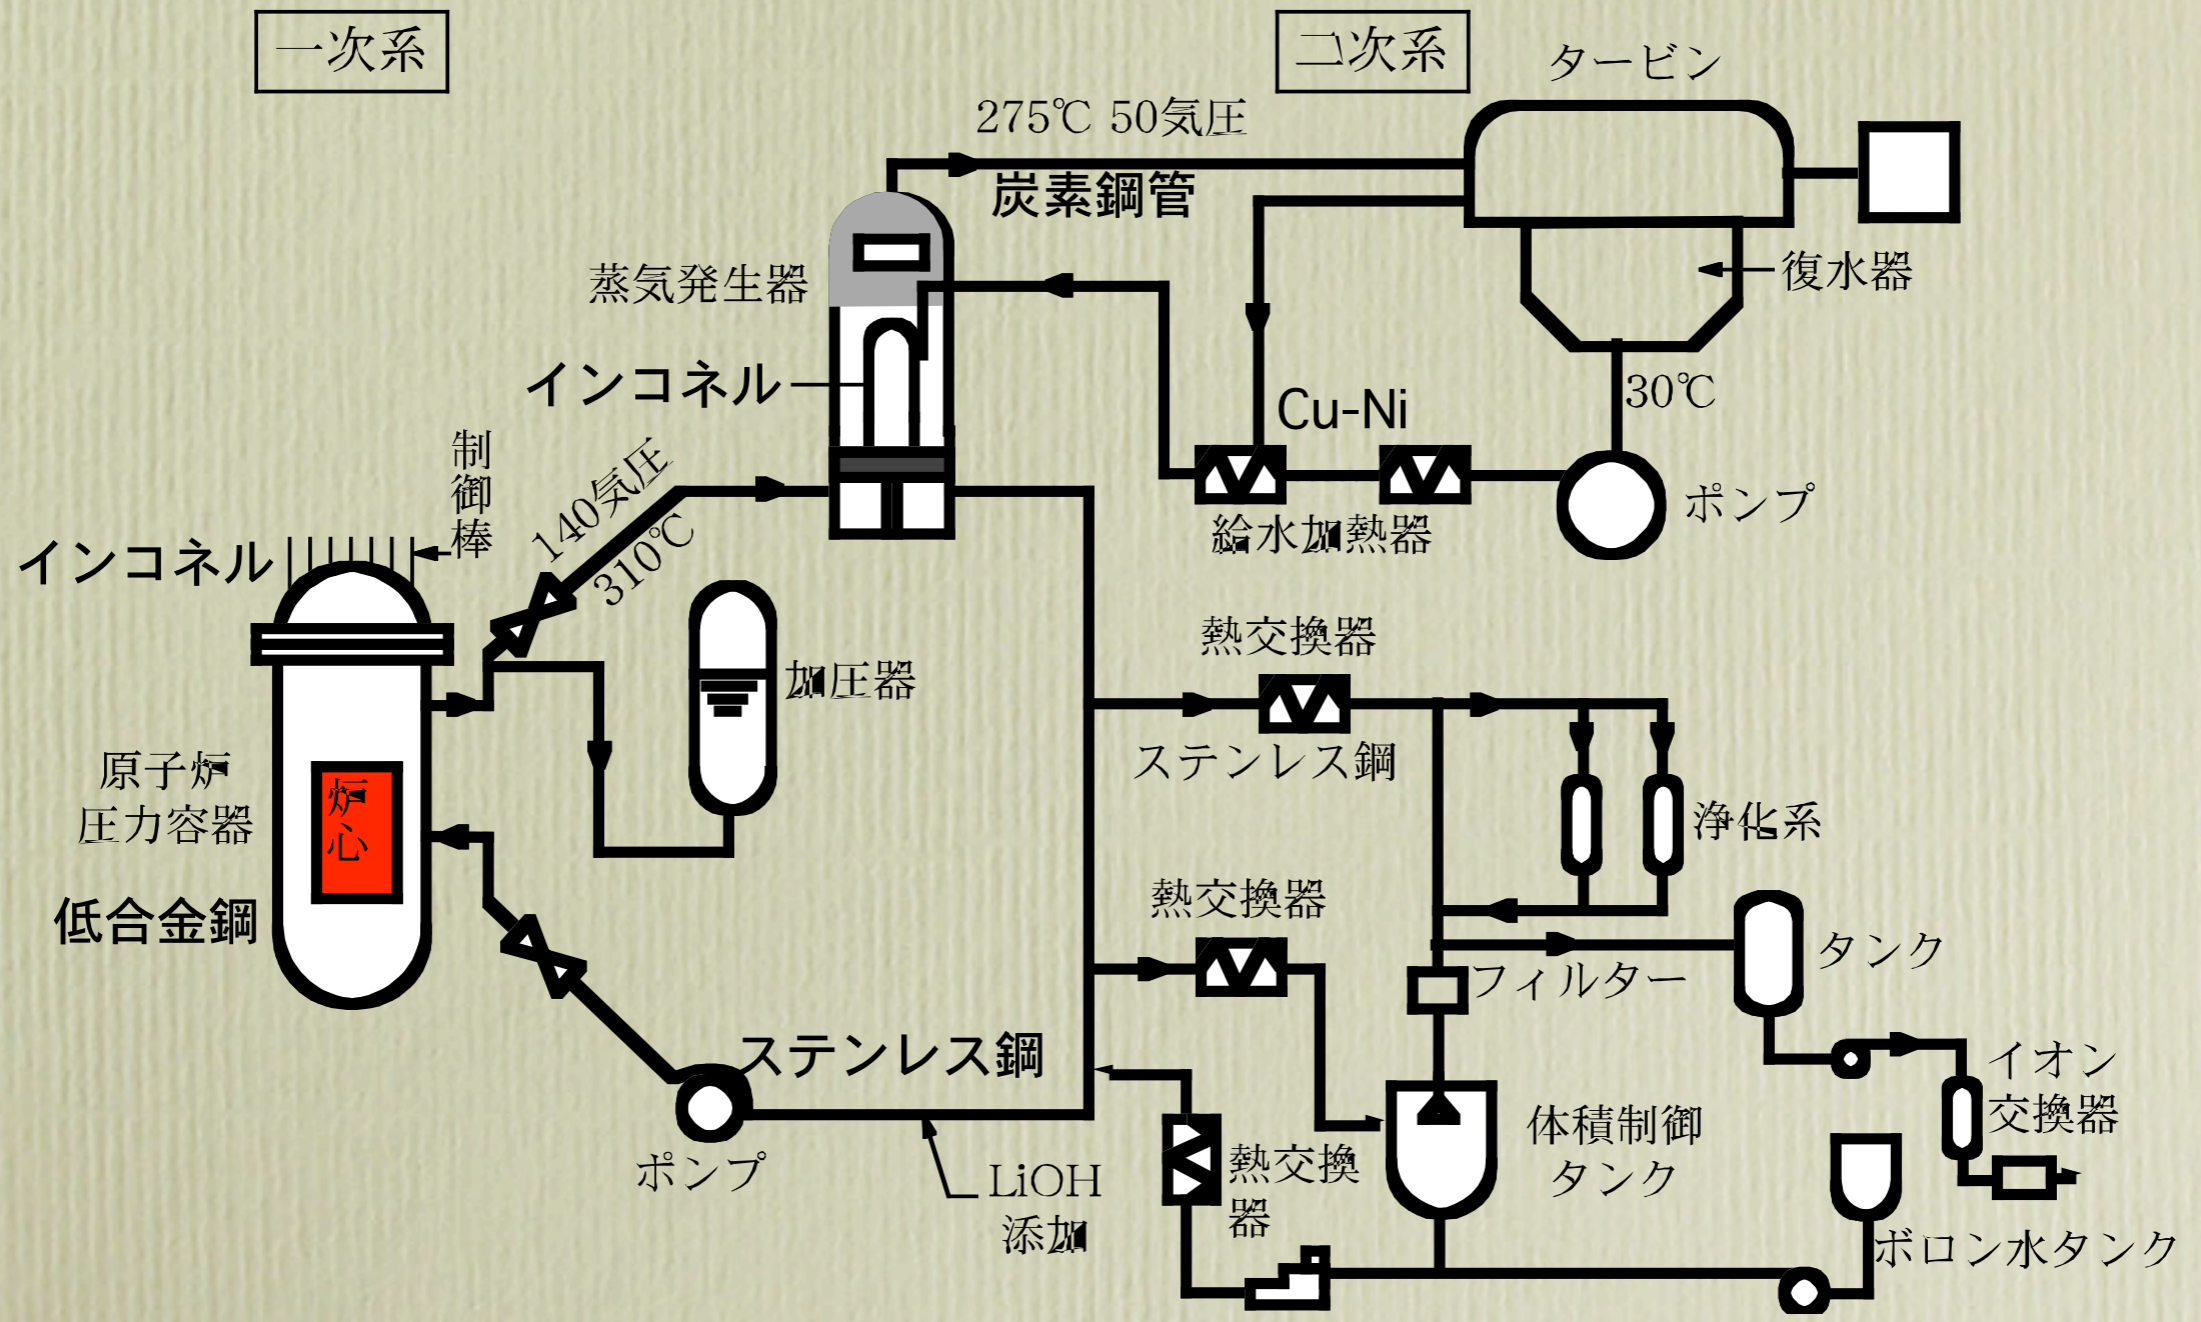 一次系
二次系
タービン
275℃ 50気圧
炭素鋼管
蒸気発生器
復水器
インコネル
30℃
Cu-Ni
制
御
棒
140気圧
310℃
ポンプ
給水加熱器
インコネル
熱交換器
加圧器
ステンレス鋼
原子炉
圧力容器
炉
心
浄化系
低合金鋼
熱交換器
タンク
フィルター
ステンレス鋼
イオン
交換器
体積制御
タンク
ポンプ
LiOH
添加
熱交換
器
ボロン水タンク